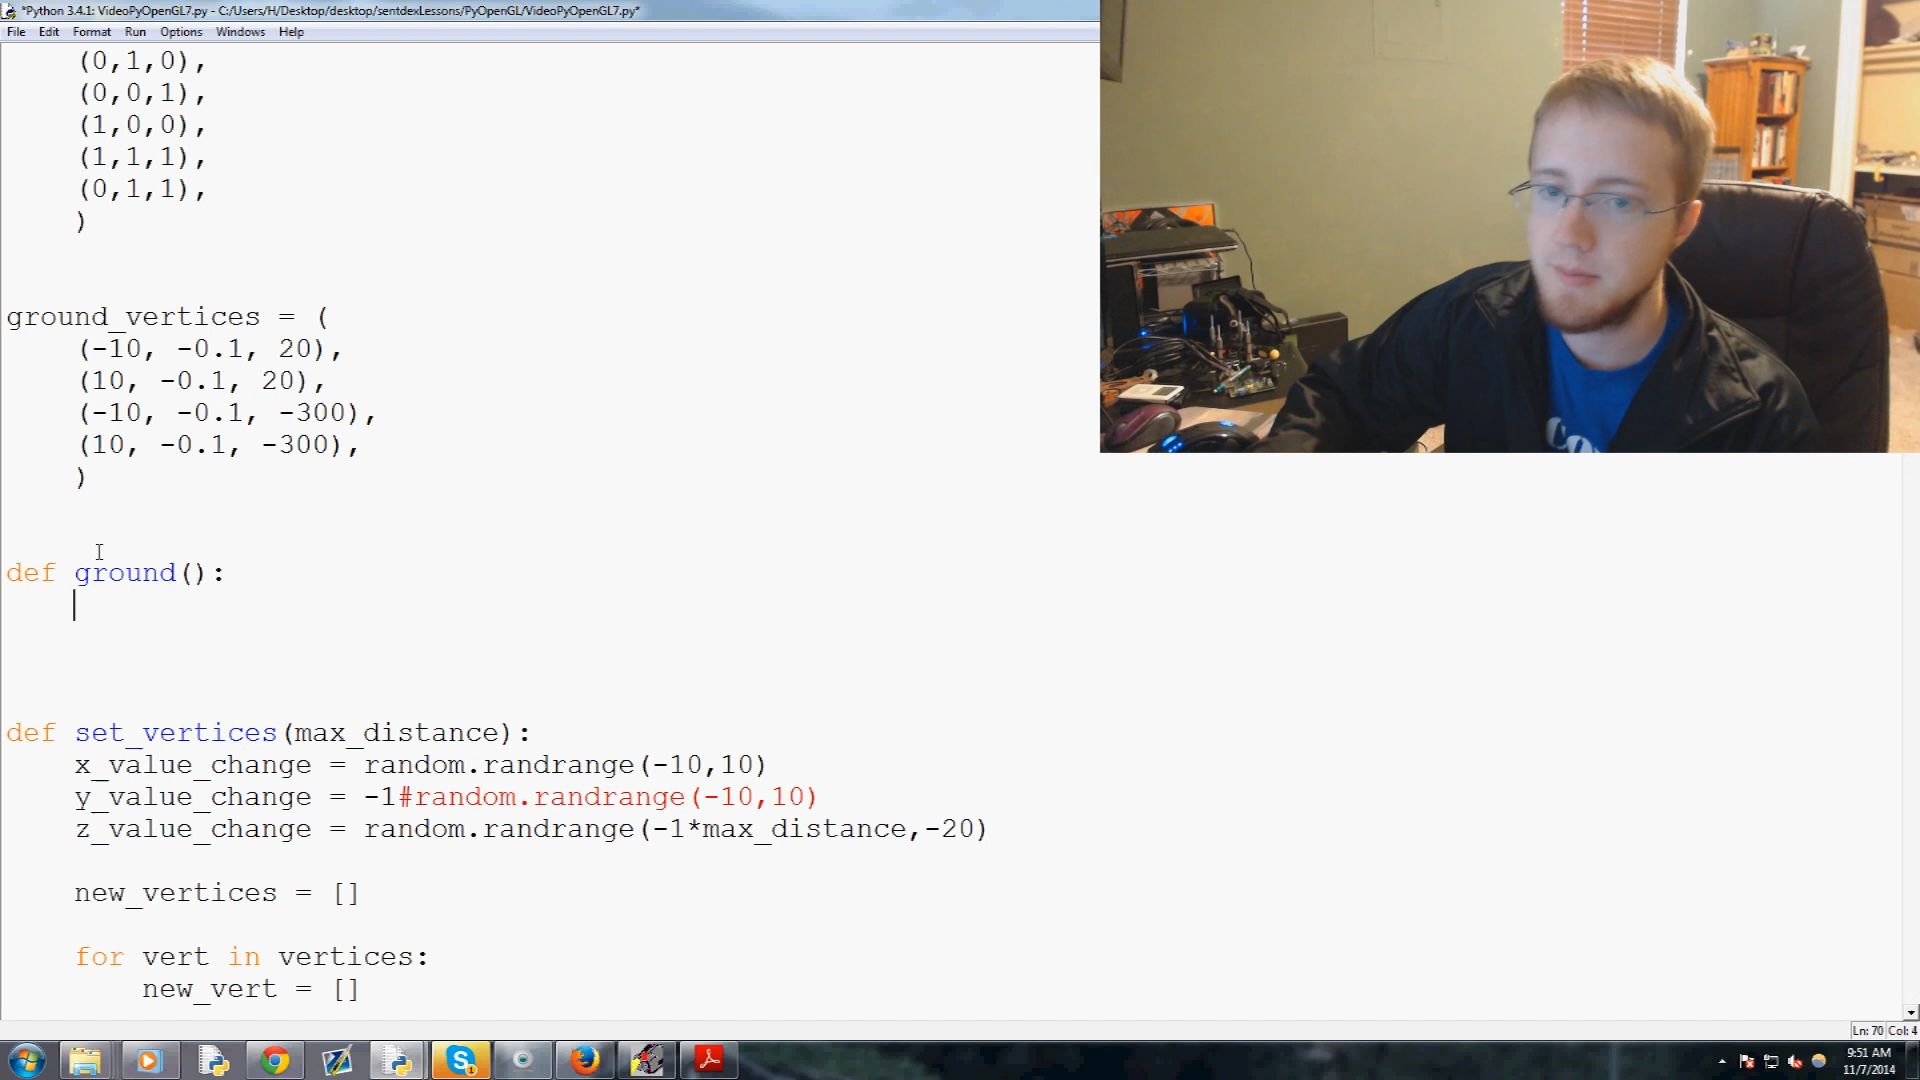 *Python 3.4.1: VideoPyOpenGL7.py - C:/Users/H/Desktop/desktop/sentdexLessons/PyOpenGL/VideoPyOpenGL7.py*
File Edit Format Run Options Windows Help
(0,1,0),
(0,0,1),
(1,0,0),
(1,1,1),
(0,1,1),
)
ground_vertices = (
(-10, -0.1, 20),
(10, -0.1, 20),
(-10, -0.1, -300),
(10, -0.1, -300),
)
def ground():
def set_vertices(max_distance):
x_value_change = random.randrange(-10,10)
y_value_change = -1#random.randrange(-10,10)
z_value_change = random.randrange(-1*max_distance,-20)
new_vertices = []
for vert in vertices:
new_vert = []
Ln: 70 Col: 4
9:51 AM
11/7/2014